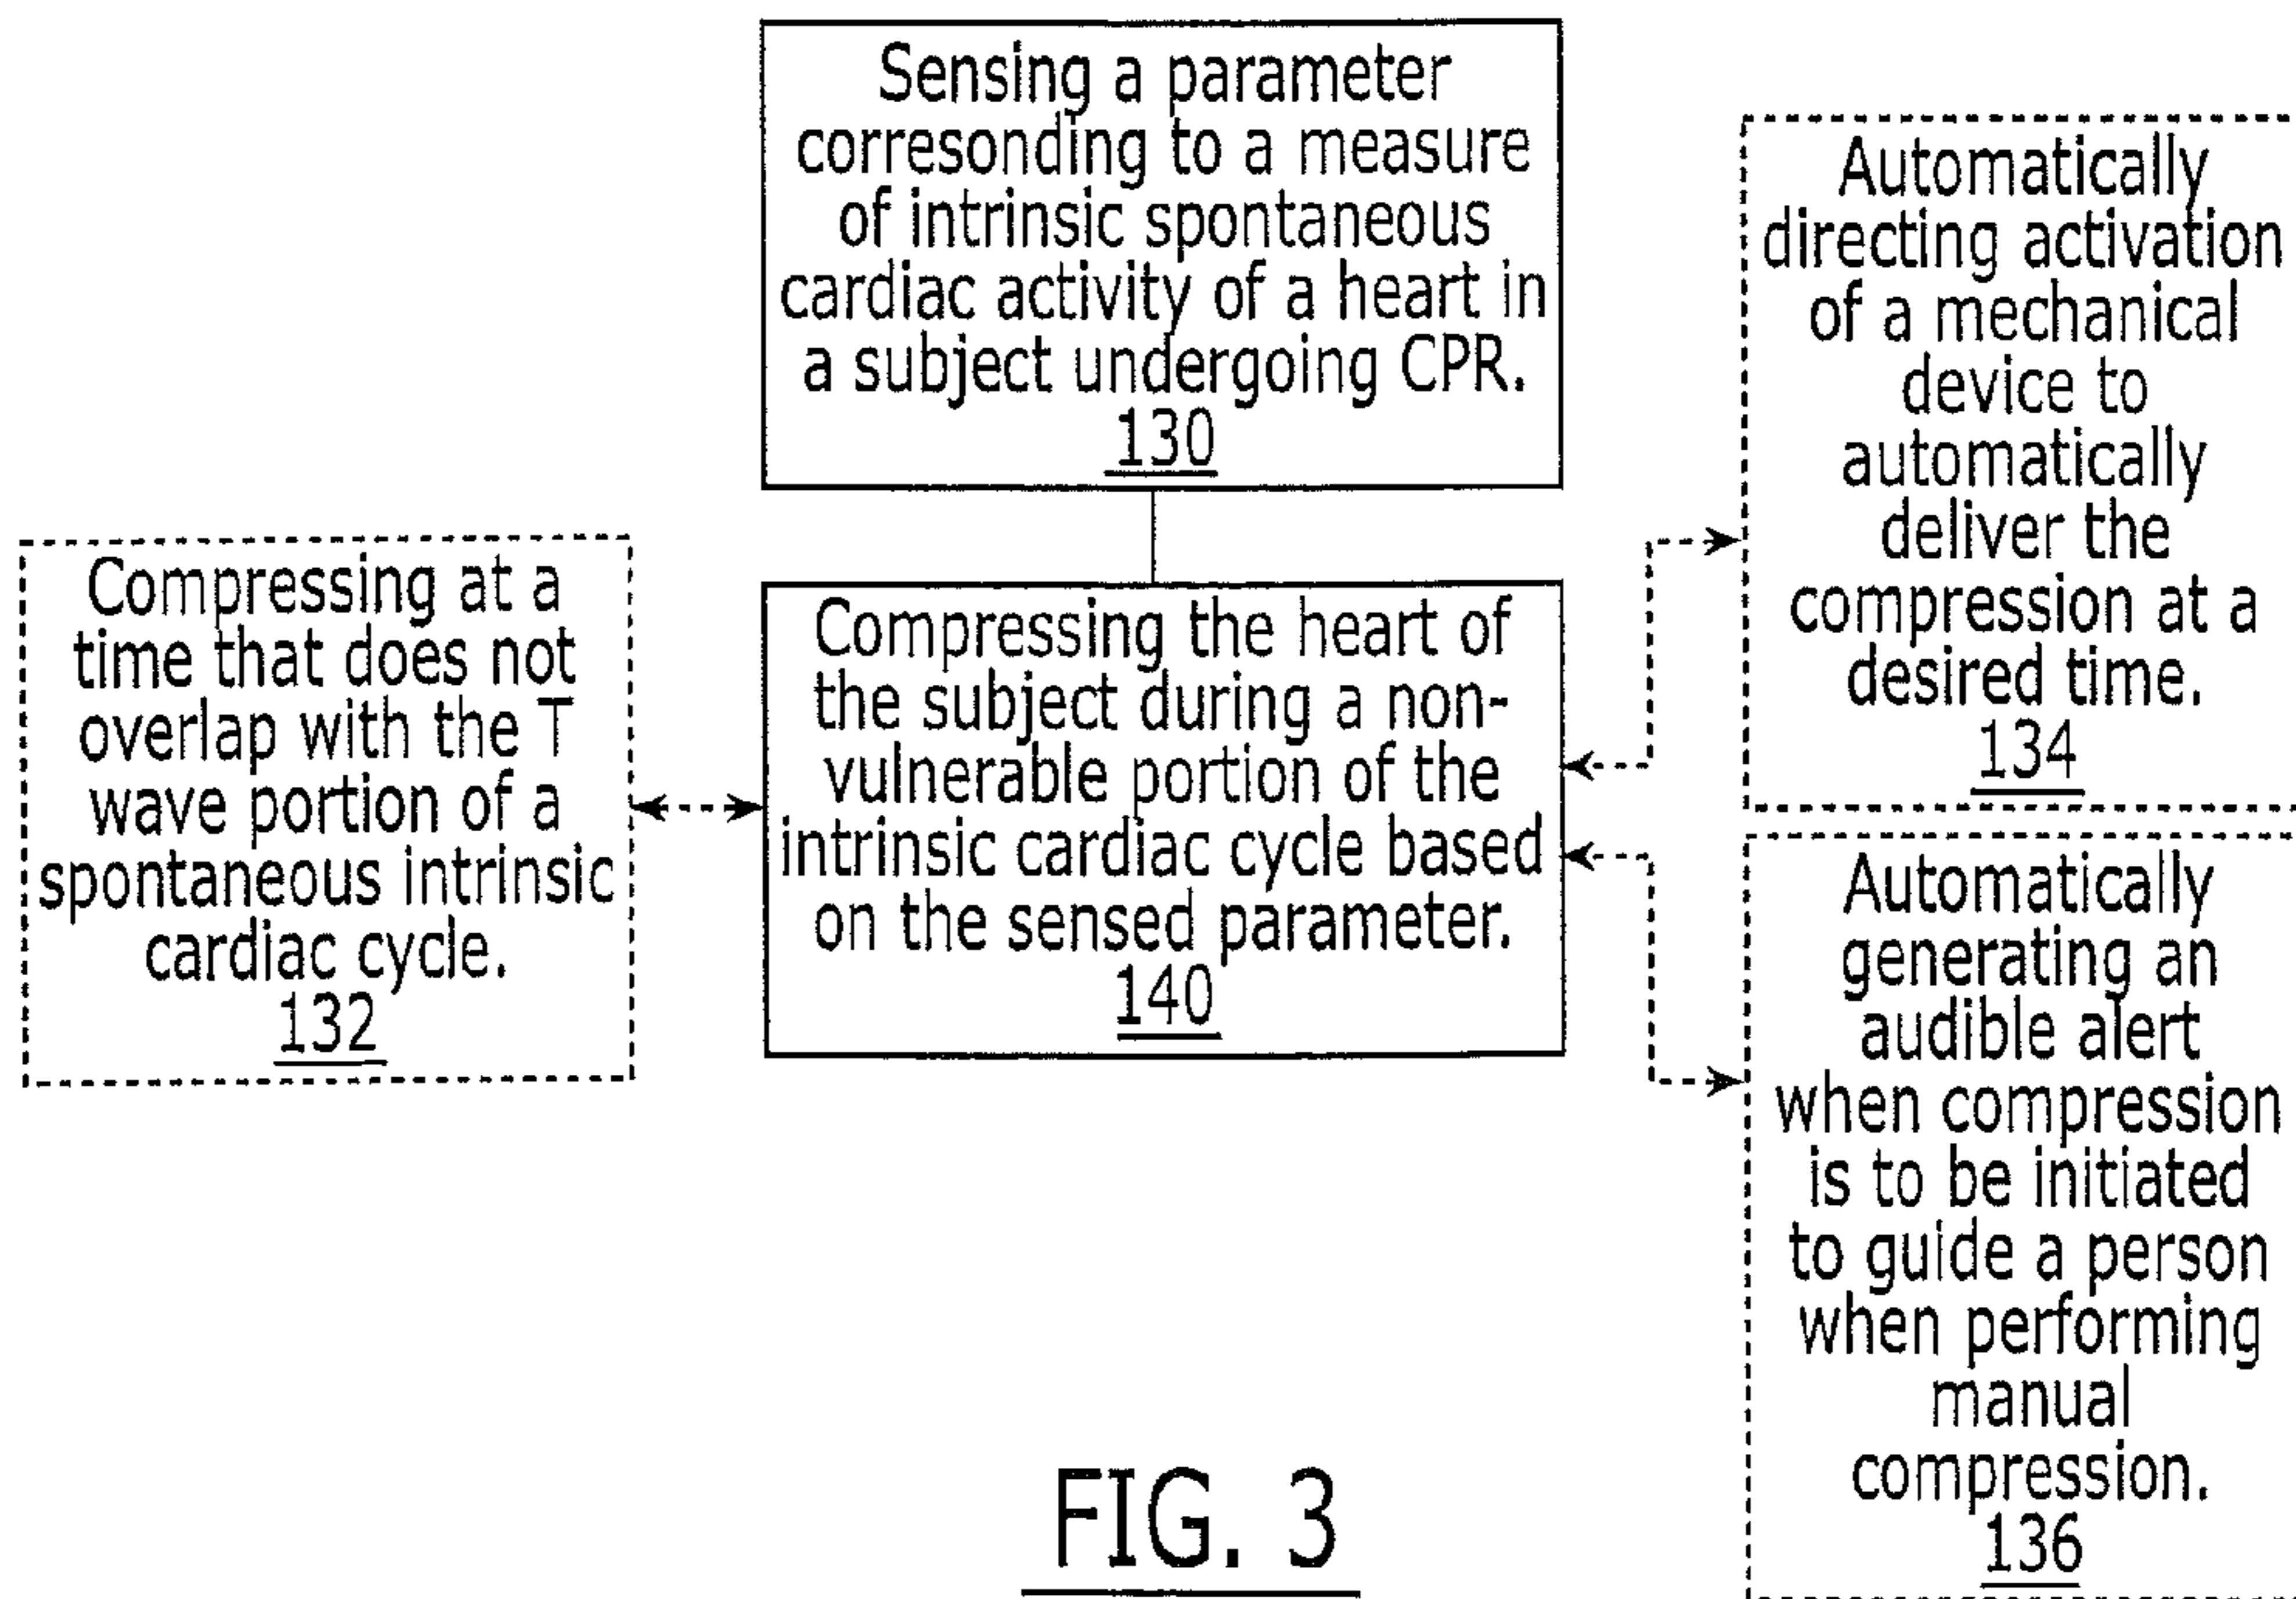 Sensing a parameter
corresonding to a measure
of intrinsic spontaneous
cardiac activity of a heart in
a subject undergoing CPR.
130
Compressing at a
time that does not
overlap with the T
wave portion of a
spontaneous intrinsic
cardiac cycle.
132
Compressing the heart of
the subject during a non-
vulnerable portion of the
intrinsic cardiac cycle based
on the sensed parameter.
140
Automatically
directing activation
of a mechanical
device to
automatically
deliver the
compression at a
desired time.
134
Automatically
generating an
audible alert
when compression
is to be initiated
to guide a person
when performing
manual
compression.
136
FIG. 3